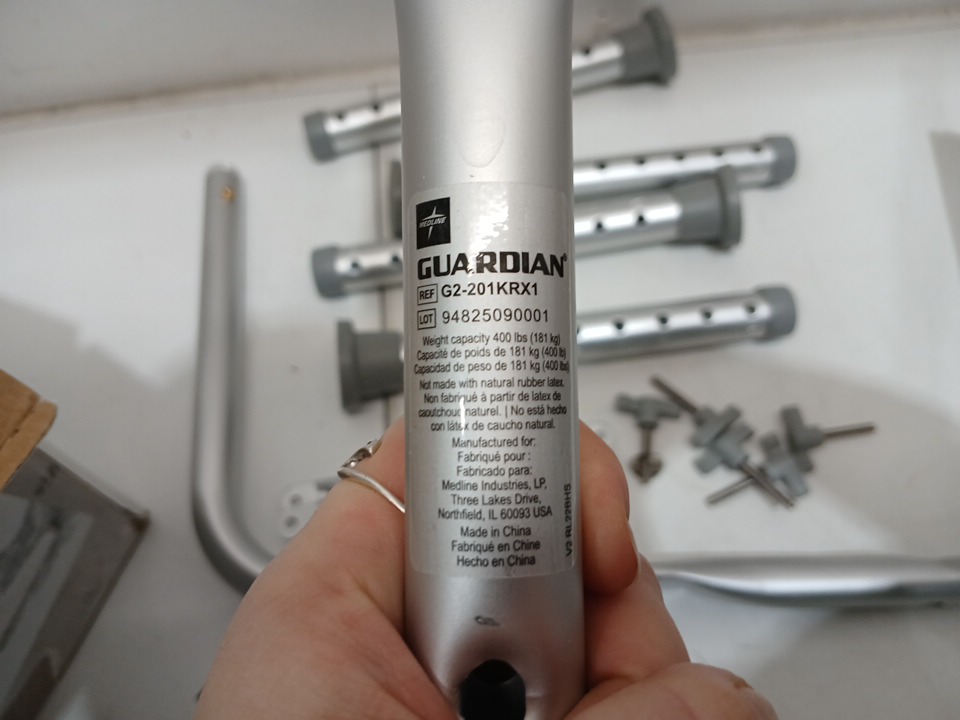 MEDLINE
GUARDIAN®
REF G2-201KRX1
LOT 94825090001
Weight capacity 400 lbs (181 kg)
Capacité de poids de 181 kg (400 lb)
Capacidad de peso de 181 kg (400 lbs)
Not made with natural rubber latex.
Non fabriqué à partir de latex de
caoutchouc naturel. | No está hecho
con látex de caucho natural.
Manufactured for:
Fabriqué pour :
Fabricado para:
Medline Industries, LP,
Three Lakes Drive,
Northfield, IL 60093 USA
Made in China
Fabriqué en Chine
Hecho en China
V2 RL22BHS